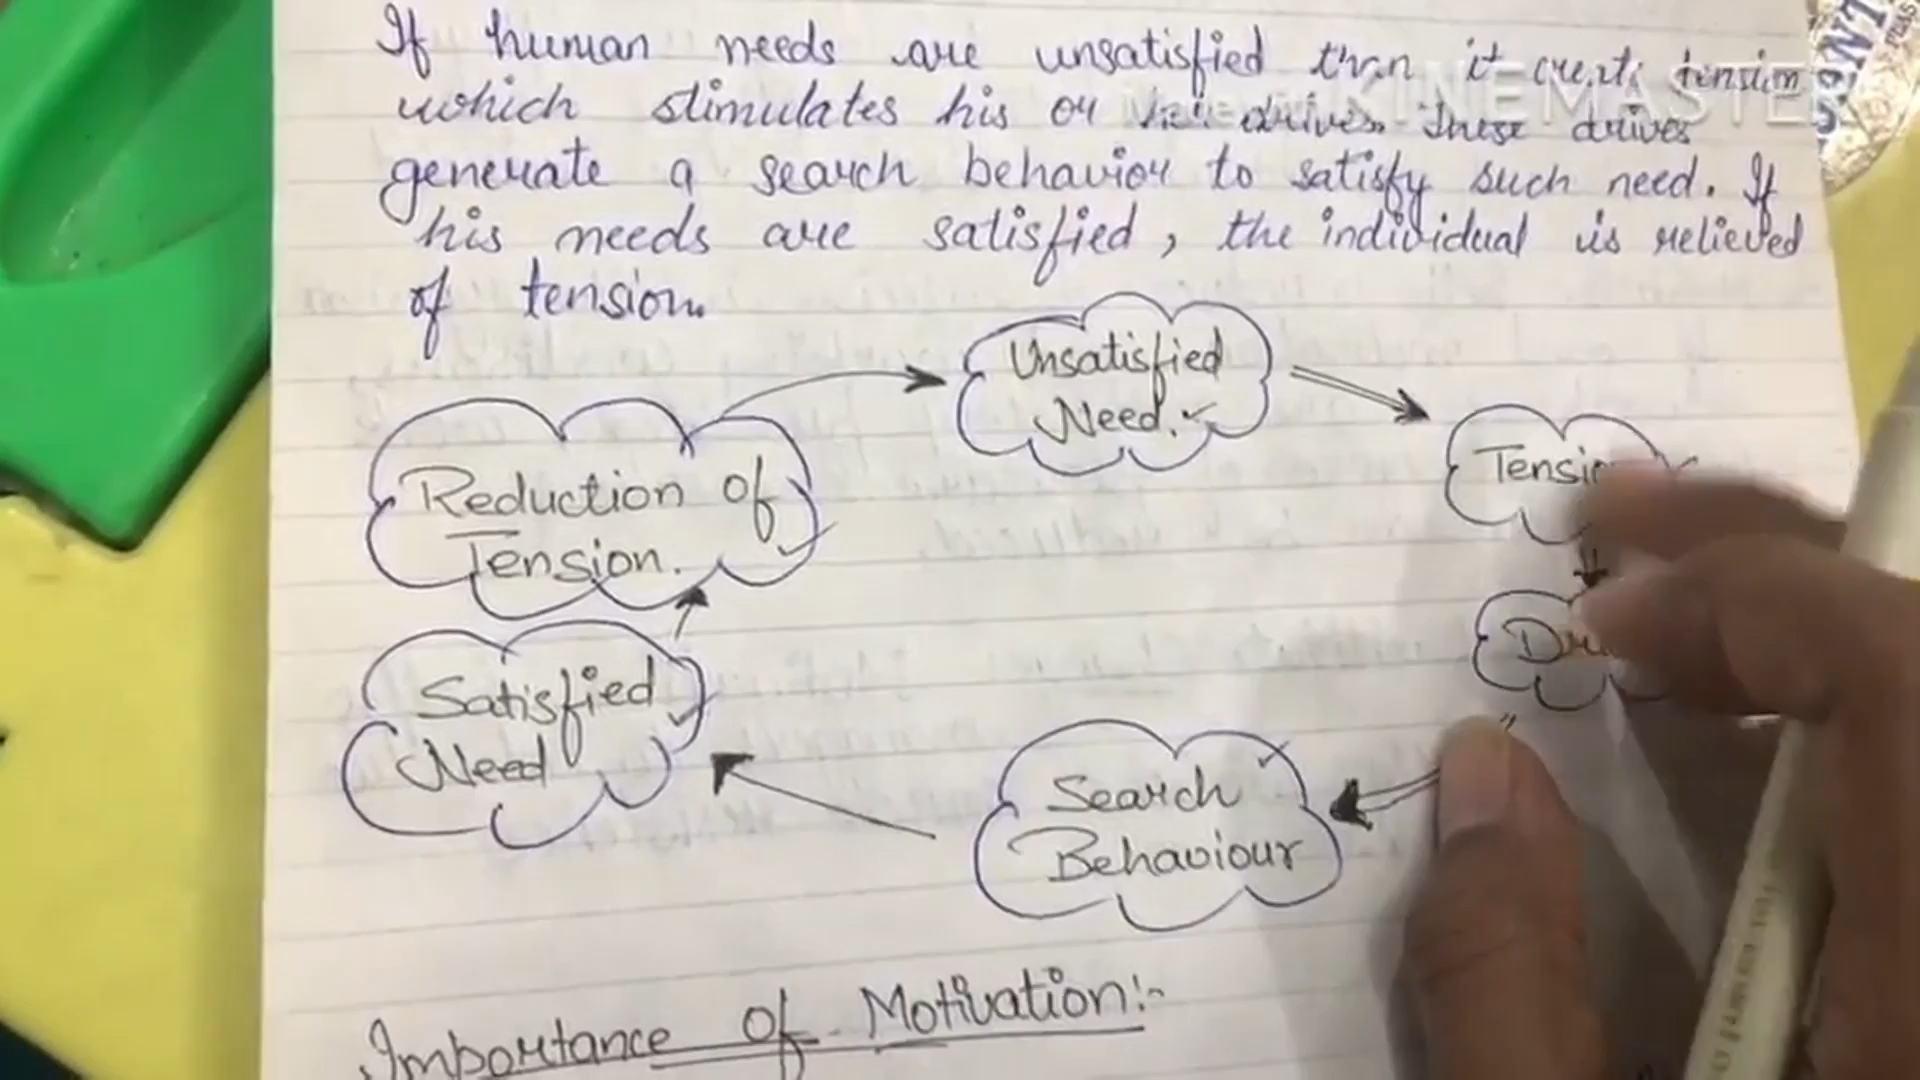 If human needs are unsatisfied than it create tension
which stimulates his or her drives. These drives
generate a search behavior to satisfy such need. If
his needs are satisfied, the individual is relieved
of tension.
Unsatisfied
Need.
Reduction of
Tension.
Satisfied
Need
Search
Behaviour
Importance of Motivation:-
KINEMASTER